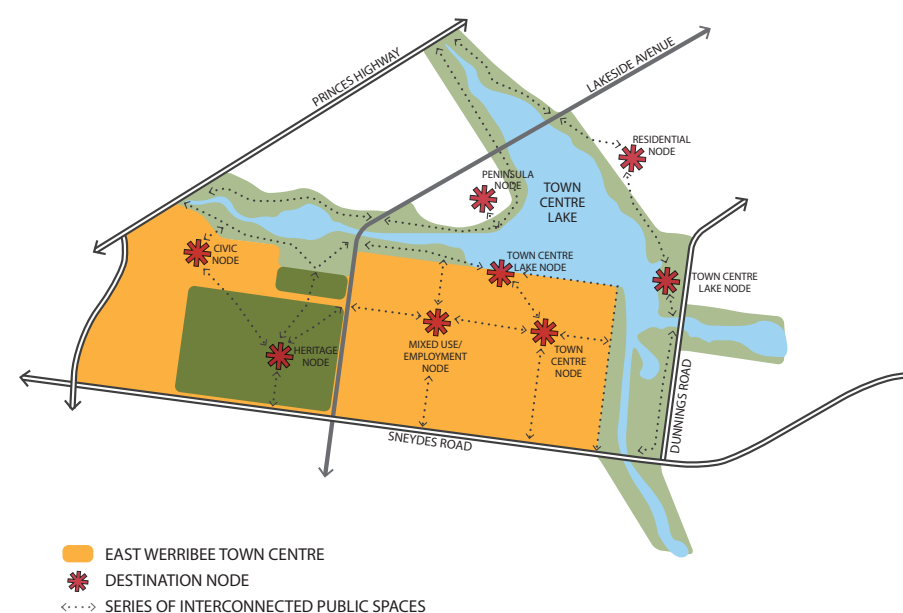 PRINCES HIGHWAY
LAKESIDE AVENUE
RESIDENTIAL
NODE
PENINSULA
NODE
TOWN
CENTRE
LAKE
CIVIC
NODE
TOWN CENTRE
LAKE NODE
TOWN CENTRE
LAKE NODE
HERITAGE
NODE
MIXED USE/
EMPLOYMENT
NODE
TOWN
CENTRE
NODE
DUNNINGS ROAD
SNEYDES ROAD
EAST WERRIBEE TOWN CENTRE
DESTINATION NODE
SERIES OF INTERCONNECTED PUBLIC SPACES